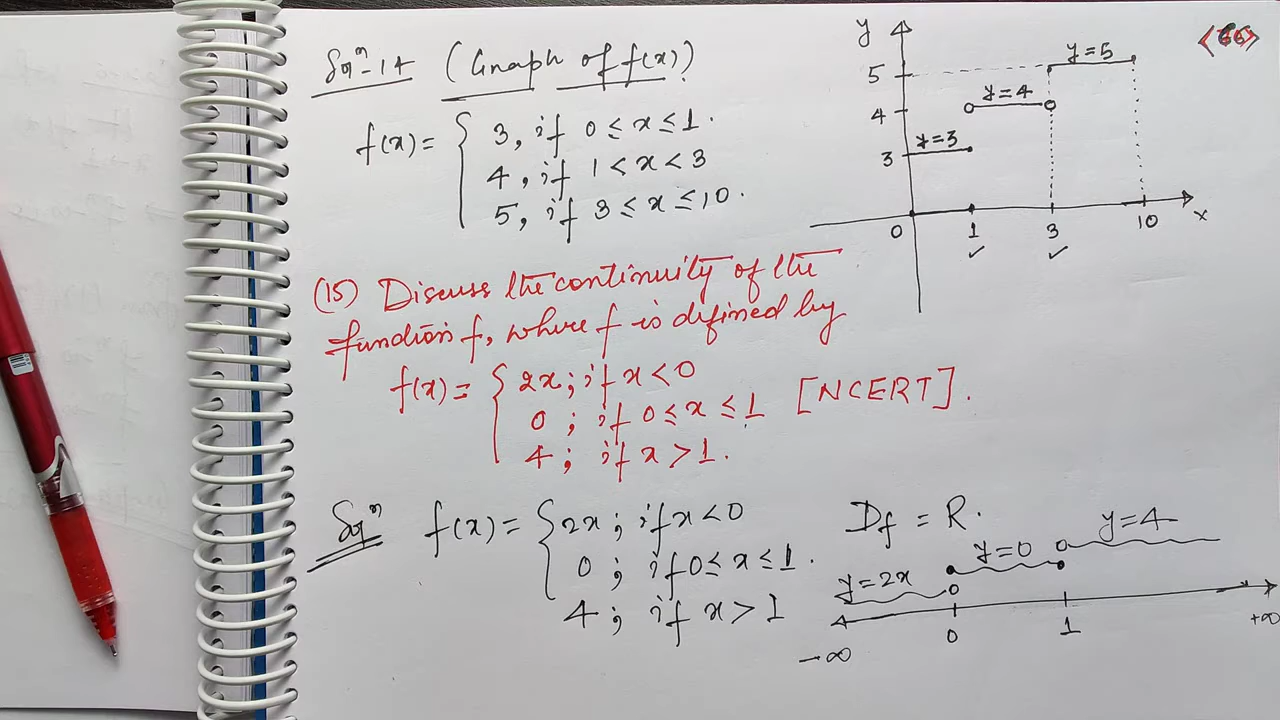 Solⁿ-14 (Graph of f(x))
f(x) = { 3, if 0 ≤ x ≤ 1.
4, if 1 < x < 3
5, if 3 ≤ x ≤ 10.
y
5
4
3
y=5
y=4
y=3
0 1 3 10 x
✓ ✓
(15) Discuss the continuity of the
function f, where f is defined by
f(x) = { 2x; if x < 0
0 ; if 0 ≤ x ≤ 1 [NCERT].
4 ; if x > 1.
Solⁿ f(x) = { 2x ; if x < 0
0 ; if 0 ≤ x ≤ 1.
4 ; if x > 1
Df = R.
y=2x y=0 y=4
-∞ 0 1 +∞